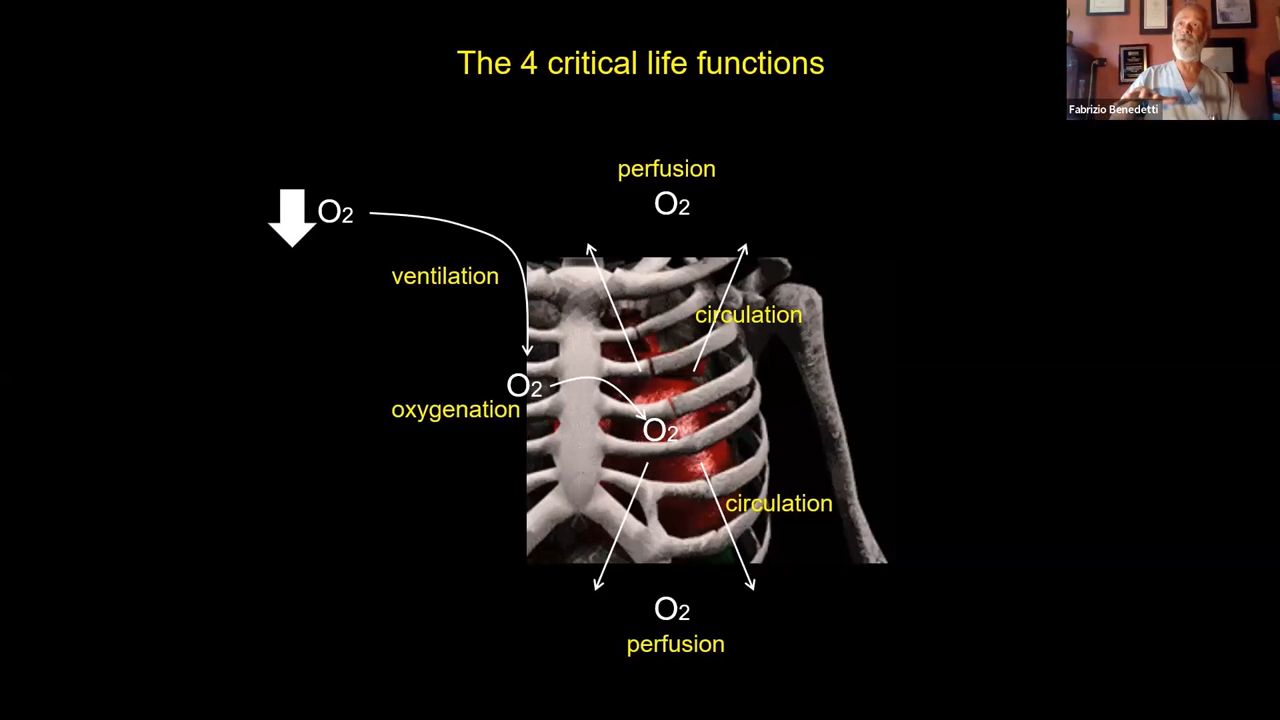 The 4 critical life functions
Fabrizio Benedetti
perfusion
O2
O2
ventilation
circulation
O2
oxygenation
O2
circulation
O2
perfusion